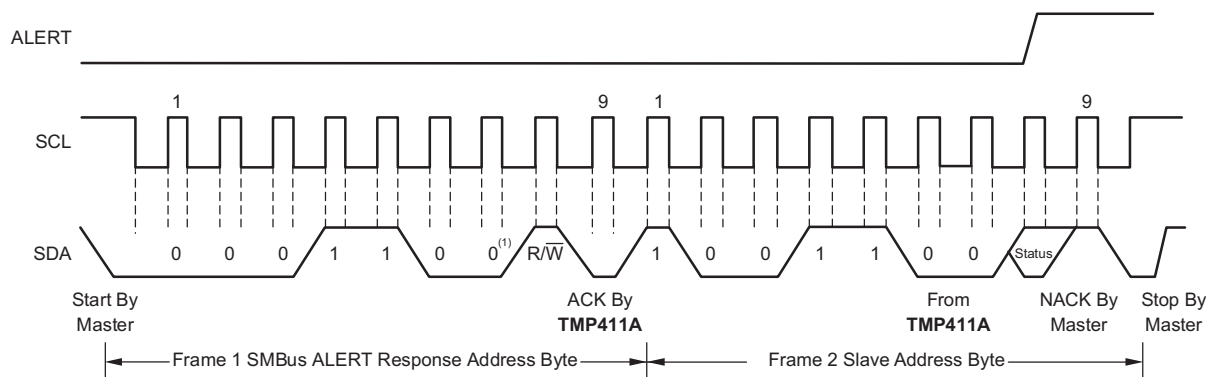 ALERT
1 9 1 9
SCL
SDA 0 0 0 1 1 0 0(1) R/W̅ 1 0 0 1 1 0 0 Status
Start By Master
ACK By TMP411A
From TMP411A
NACK By Master
Stop By Master
Frame 1 SMBus ALERT Response Address Byte
Frame 2 Slave Address Byte